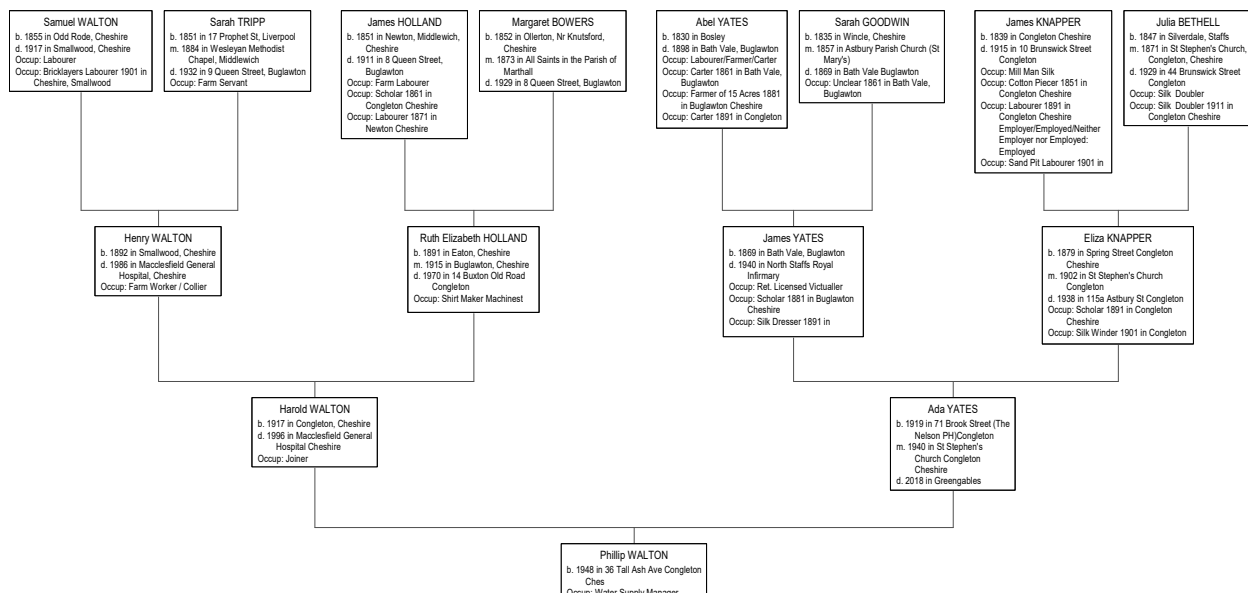 Samuel WALTON
b. 1855 in Odd Rode, Cheshire
d. 1917 in Smallwood, Cheshire
Occup: Labourer
Occup: Bricklayers Labourer 1901 in
Cheshire, Smallwood
Sarah TRIPP
b. 1851 in 17 Prophet St, Liverpool
m. 1884 in Wesleyan Methodist
Chapel, Middlewich
d. 1932 in 9 Queen Street, Buglawton
Occup: Farm Servant
James HOLLAND
b. 1851 in Newton, Middlewich,
Cheshire
d. 1911 in 8 Queen Street,
Buglawton
Occup: Farm Labourer
Occup: Scholar 1861 in
Congleton Cheshire
Occup: Labourer 1871 in
Newton Cheshire
Margaret BOWERS
b. 1852 in Ollerton, Nr Knutsford,
Cheshire
m. 1873 in All Saints in the Parish of
Marthall
d. 1929 in 8 Queen Street, Buglawton
Abel YATES
b. 1830 in Bosley
d. 1898 in Bath Vale, Buglawton
Occup: Labourer/Farmer/Carter
Occup: Carter 1861 in Bath Vale,
Buglawton
Occup: Farmer of 15 Acres 1881
in Buglawton Cheshire
Occup: Carter 1891 in Congleton
Sarah GOODWIN
b. 1835 in Wincle, Cheshire
m. 1857 in Astbury Parish Church (St
Mary's)
d. 1869 in Bath Vale Buglawton
Occup: Unclear 1861 in Bath Vale,
Buglawton
James KNAPPER
b. 1839 in Congleton Cheshire
d. 1915 in 10 Brunswick Street
Congleton
Occup: Mill Man Silk
Occup: Cotton Piecer 1851 in
Congleton Cheshire
Occup: Labourer 1891 in
Congleton Cheshire
Employer/Employed/Neither
Employer nor Employed:
Employed
Occup: Sand Pit Labourer 1901 in
Julia BETHELL
b. 1847 in Silverdale, Staffs
m. 1871 in St Stephen's Church,
Congleton, Cheshire
d. 1929 in 44 Brunswick Street
Congleton
Occup: Silk Doubler
Occup: Silk Doubler 1911 in
Congleton Cheshire
Henry WALTON
b. 1892 in Smallwood, Cheshire
d. 1986 in Macclesfield General
Hospital, Cheshire
Occup: Farm Worker / Collier
Ruth Elizabeth HOLLAND
b. 1891 in Eaton, Cheshire
m. 1915 in Buglawton, Cheshire
d. 1970 in 14 Buxton Old Road
Congleton
Occup: Shirt Maker Machinest
James YATES
b. 1869 in Bath Vale, Buglawton
d. 1940 in North Staffs Royal
Infirmary
Occup: Ret. Licensed Victualler
Occup: Scholar 1881 in Buglawton
Cheshire
Occup: Silk Dresser 1891 in
Eliza KNAPPER
b. 1879 in Spring Street Congleton
Cheshire
m. 1902 in St Stephen's Church
Congleton
d. 1938 in 115a Astbury St Congleton
Occup: Scholar 1891 in Congleton
Cheshire
Occup: Silk Winder 1901 in Congleton
Harold WALTON
b. 1917 in Congleton, Cheshire
d. 1996 in Macclesfield General
Hospital Cheshire
Occup: Joiner
Ada YATES
b. 1919 in 71 Brook Street (The
Nelson PH)Congleton
m. 1940 in St Stephen's
Church Congleton
Cheshire
d. 2018 in Greengables
Phillip WALTON
b. 1948 in 36 Tall Ash Ave Congleton
Ches
Occup: Water Supply Manager